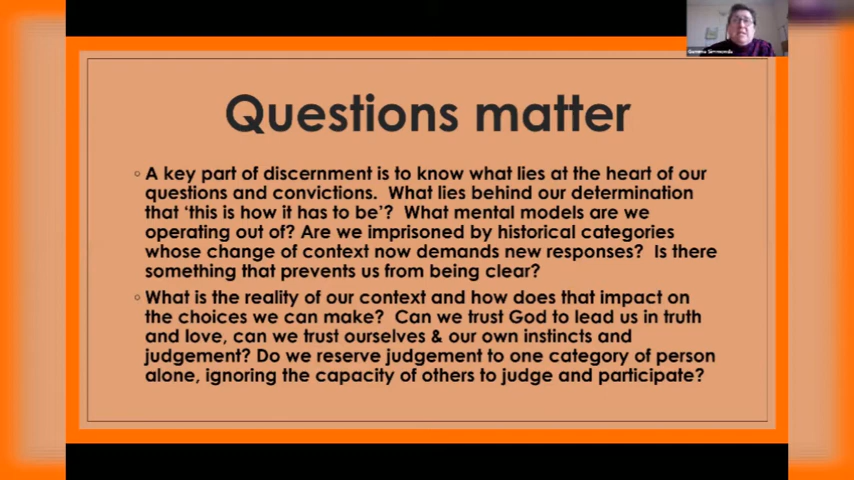 Questions matter
◦ A key part of discernment is to know what lies at the heart of our
questions and convictions. What lies behind our determination
that ‘this is how it has to be’? What mental models are we
operating out of? Are we imprisoned by historical categories
whose change of context now demands new responses? Is there
something that prevents us from being clear?
◦ What is the reality of our context and how does that impact on
the choices we can make? Can we trust God to lead us in truth
and love, can we trust ourselves & our own instincts and
judgement? Do we reserve judgement to one category of person
alone, ignoring the capacity of others to judge and participate?
Gemma Simmonds